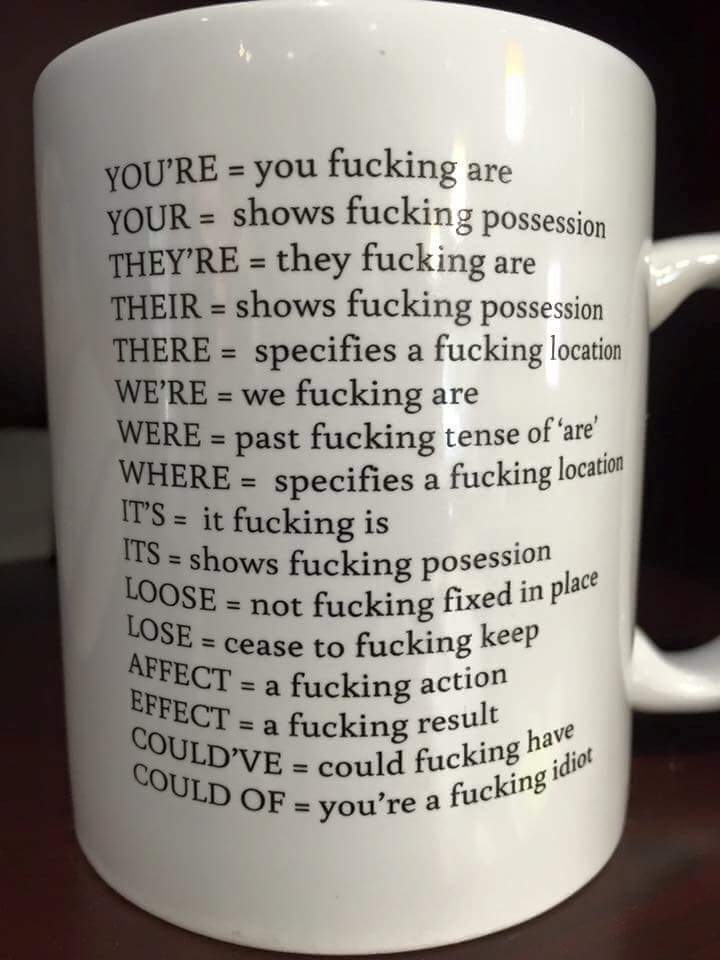 YOU'RE = you fucking are
YOUR = shows fucking possession
THEY'RE = they fucking are
THEIR = shows fucking possession
THERE = specifies a fucking location
WE'RE = we fucking are
WERE = past fucking tense of 'are'
WHERE = specifies a fucking location
IT'S = it fucking is
ITS = shows fucking posession
LOOSE = not fucking fixed in place
LOSE = cease to fucking keep
AFFECT = a fucking action
EFFECT = a fucking result
COULD'VE = could fucking have
COULD OF = you're a fucking idiot